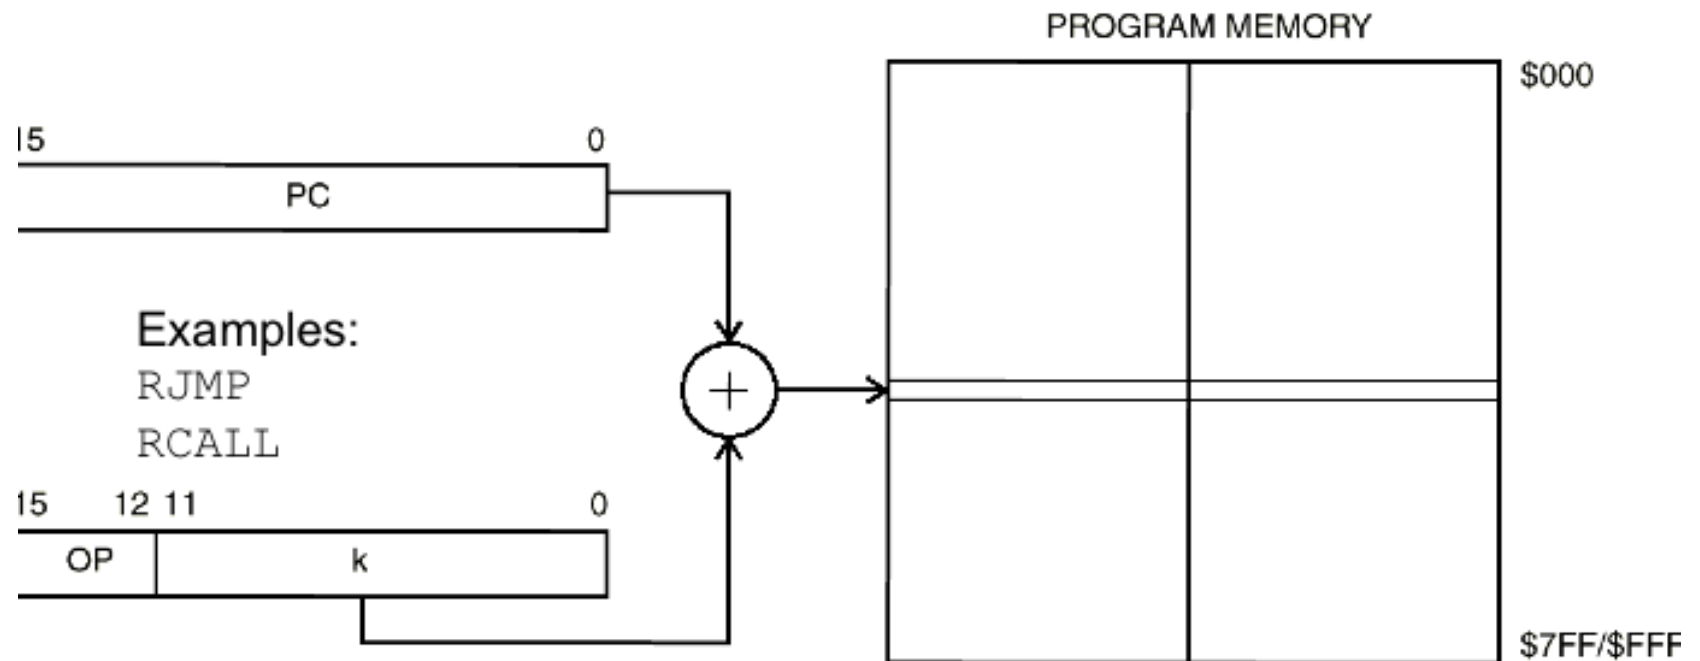 PROGRAM MEMORY
$000
15 0
PC
Examples:
RJMP
RCALL
15 12 11 0
OP k
+
$7FF/$FFF